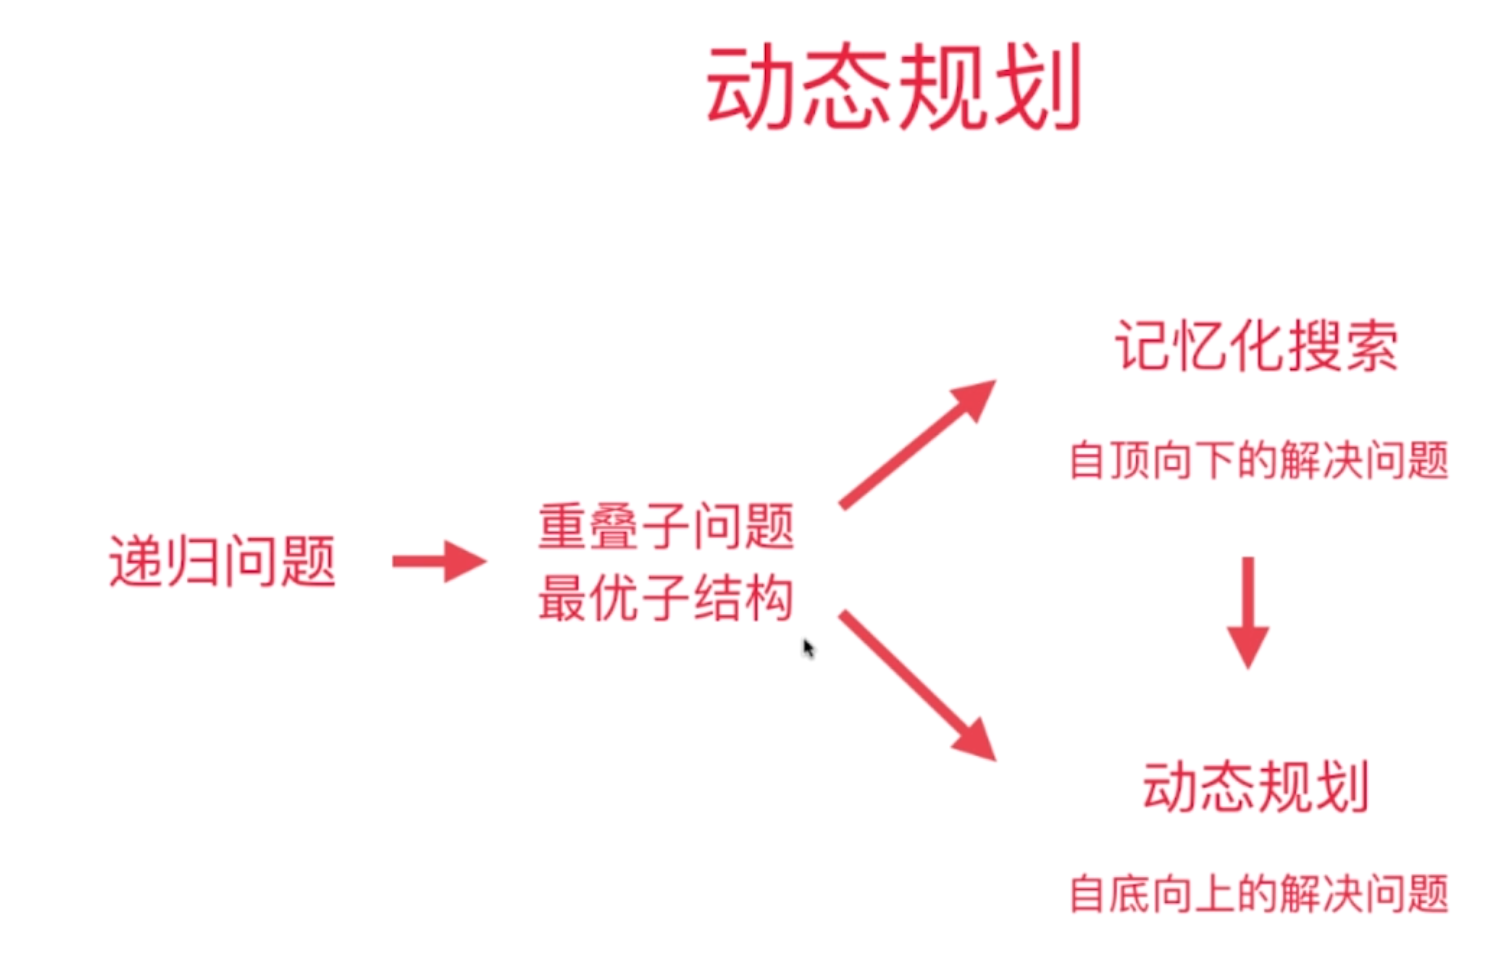 动态规划
递归问题
重叠子问题
最优子结构
记忆化搜索
自顶向下的解决问题
动态规划
自底向上的解决问题